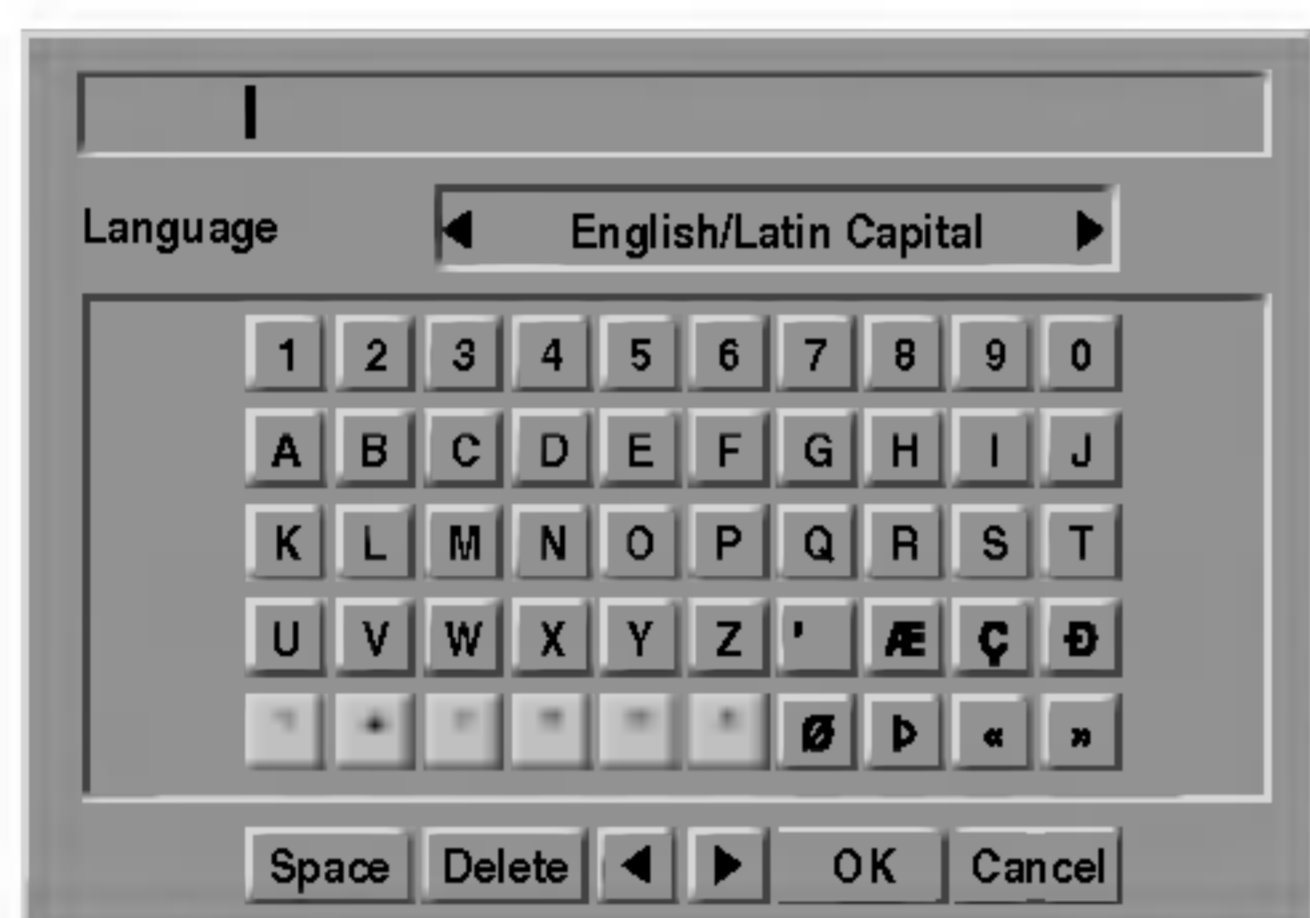 Language ◀ English/Latin Capital ▶
1 2 3 4 5 6 7 8 9 0
A B C D E F G H I J
K L M N O P Q R S T
U V W X Y Z ' Æ Ç Ð
Ø Þ « »
Space Delete ◀ ▶ OK Cancel